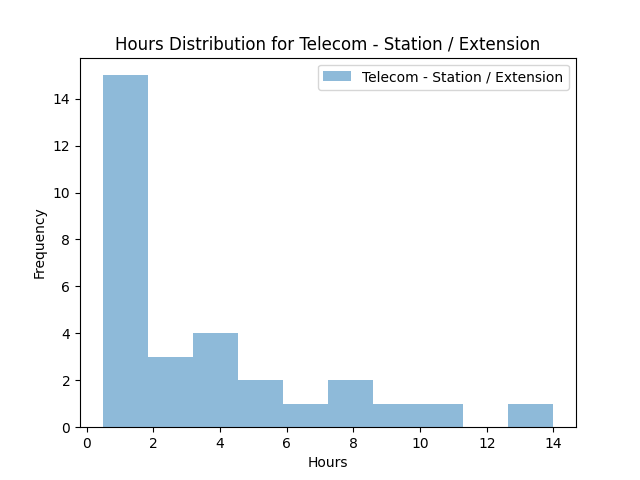 Hours Distribution for Telecom - Station / Extension
Telecom - Station / Extension
14
12
10
8
6
4
2
0
Frequency
0 2 4 6 8 10 12 14
Hours